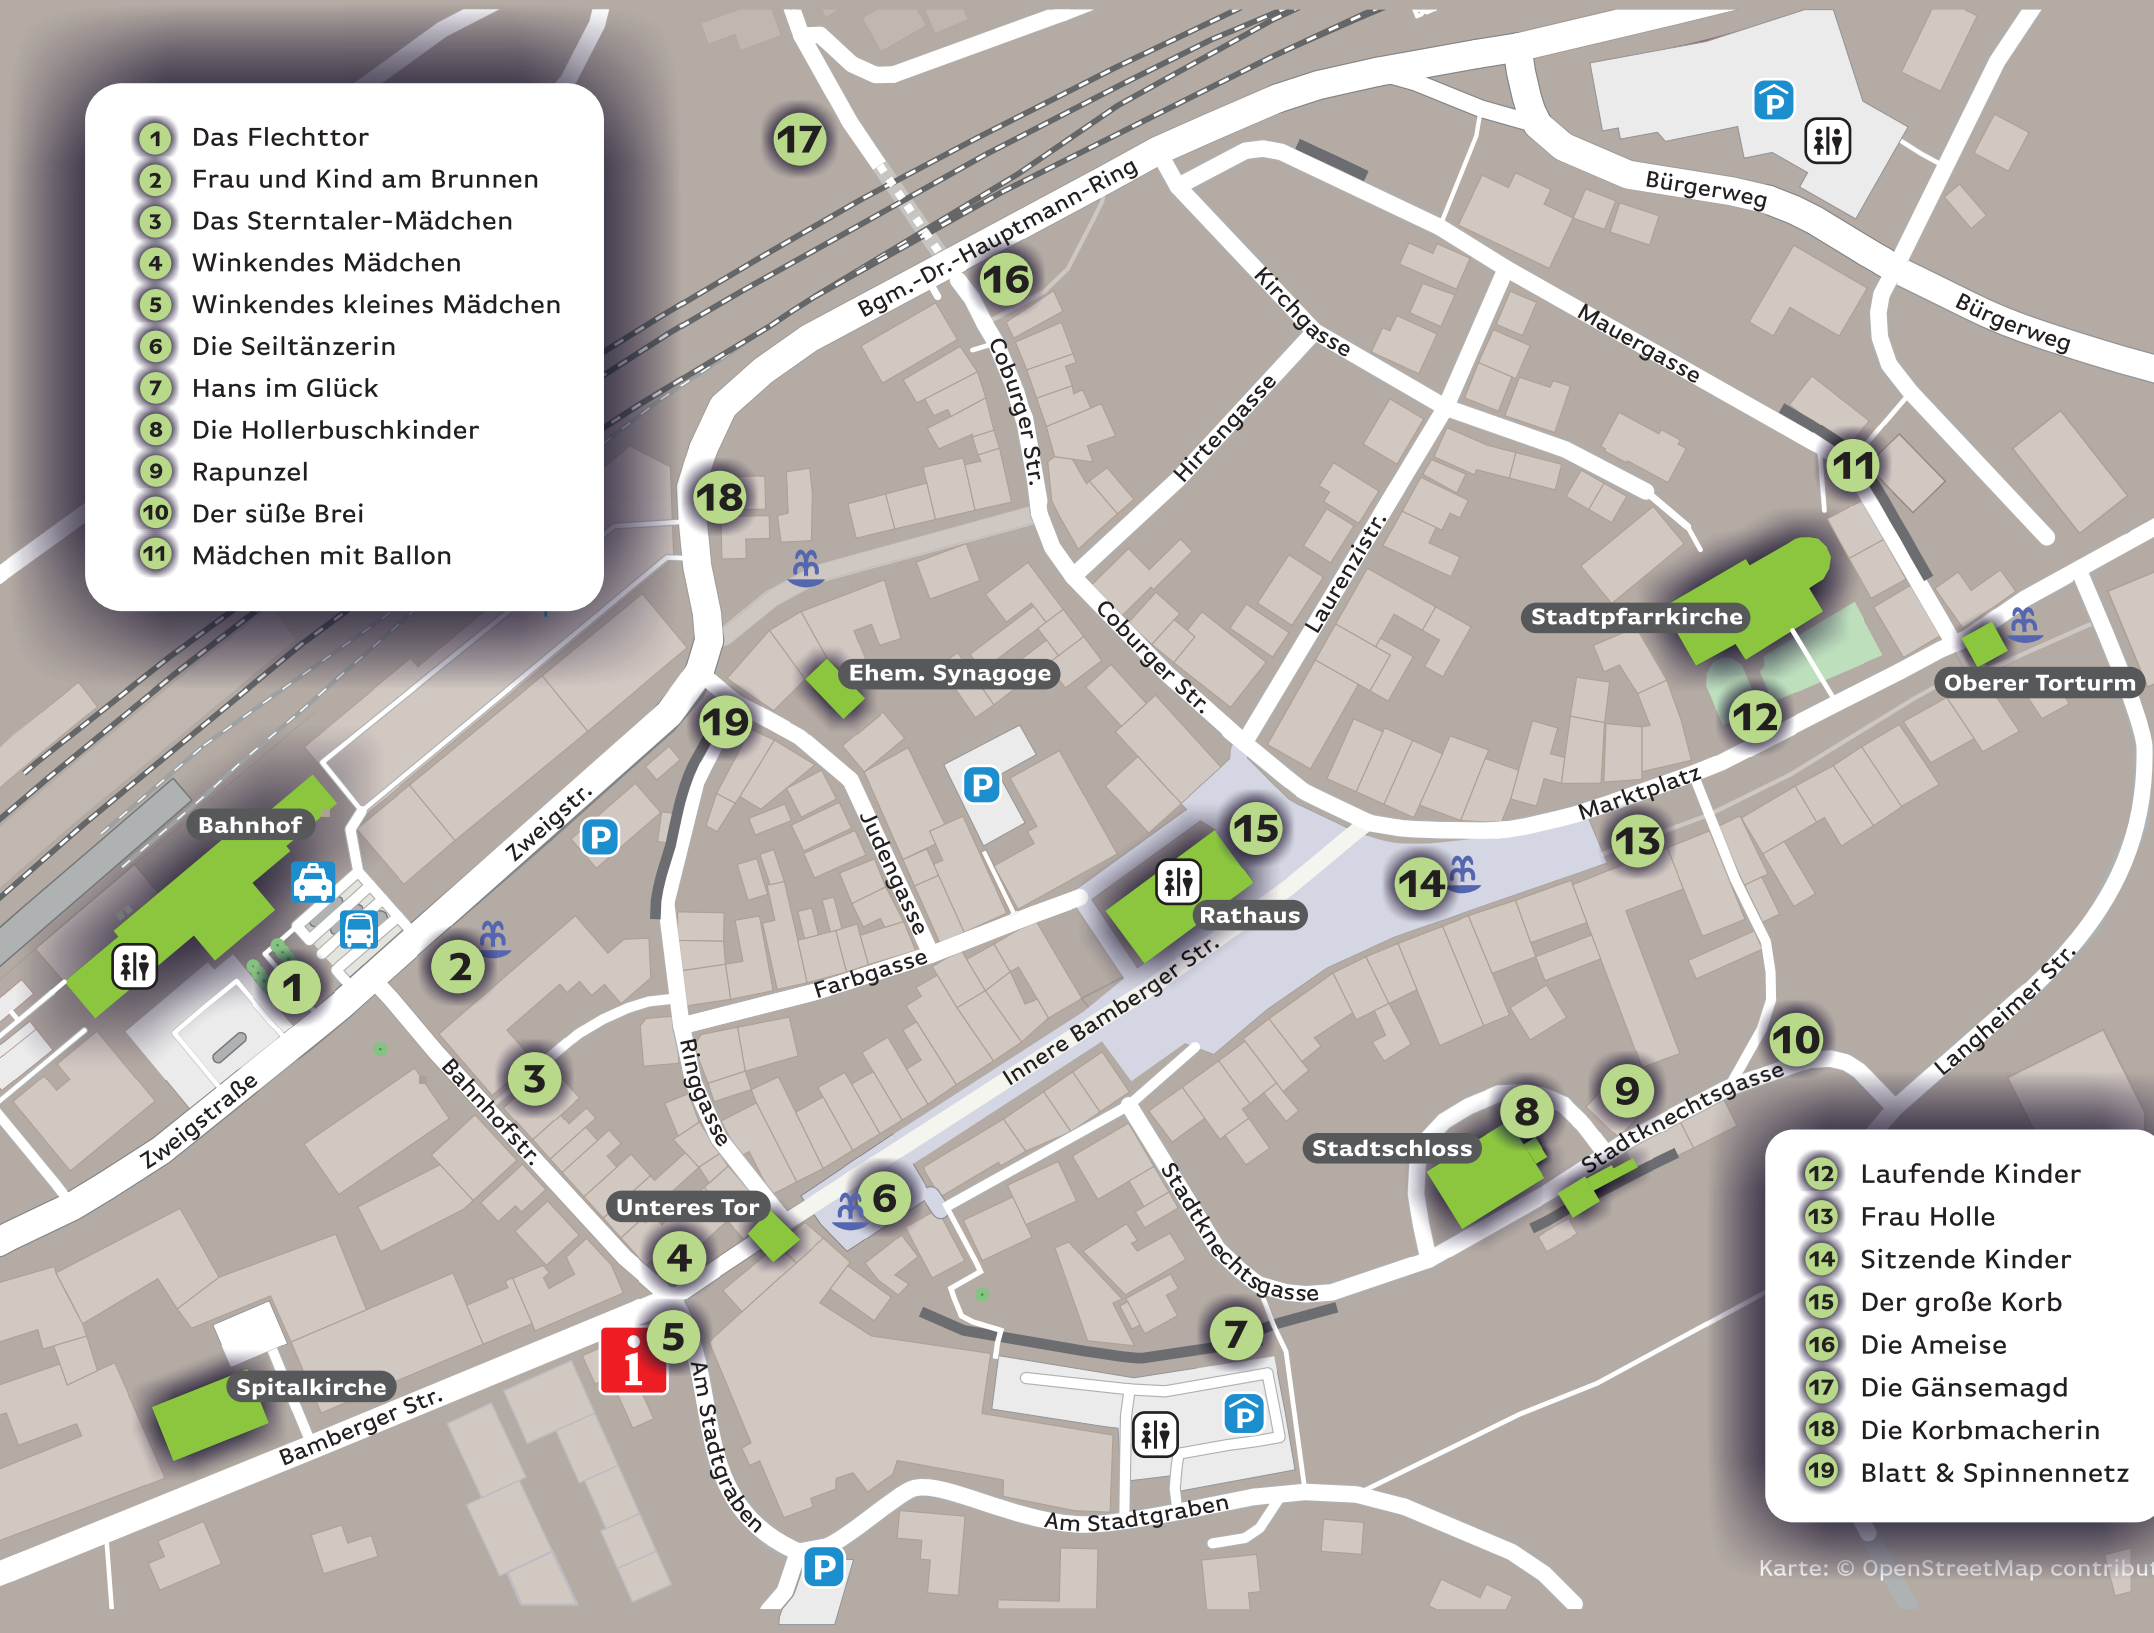 1 Das Flechttor
2 Frau und Kind am Brunnen
3 Das Sterntaler-Mädchen
4 Winkendes Mädchen
5 Winkendes kleines Mädchen
6 Die Seiltänzerin
7 Hans im Glück
8 Die Hollerbuschkinder
9 Rapunzel
10 Der süße Brei
11 Mädchen mit Ballon
17
P
Bürgerweg
Bgm.-Dr.-Hauptmann-Ring
16
Kirchgasse
Mauergasse
Bürgerweg
Coburger Str.
Hirtengasse
11
18
Laurenzistr.
Stadtpfarrkirche
Coburger Str.
Ehem. Synagoge
Oberer Torturm
19
12
P
Zweigstr.
Marktplatz
Bahnhof
P
Judengasse
15
13
14
Rathaus
2
1
Farbgasse
Innere Bamberger Str.
Langheimer Str.
10
3
Ringgasse
Bahnhofstr.
Zweigstraße
9
8
Stadtknechtsgasse
Stadtschloss
Stadtknechtsgasse
6
Unteres Tor
4
5
i
7
Spitalkirche
Bamberger Str.
Am Stadtgraben
P
Am Stadtgraben
P
12 Laufende Kinder
13 Frau Holle
14 Sitzende Kinder
15 Der große Korb
16 Die Ameise
17 Die Gänsemagd
18 Die Korbmacherin
19 Blatt & Spinnennetz
Karte: © OpenStreetMap contribut